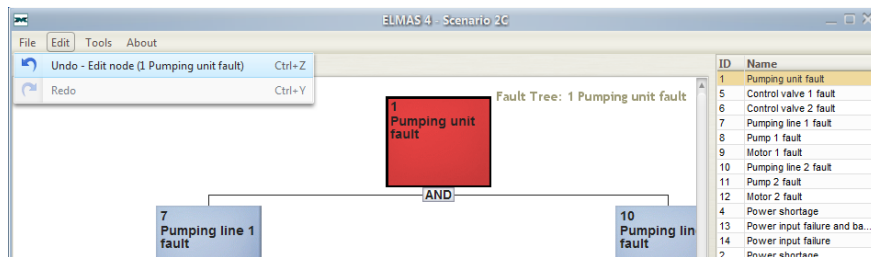 ELMAS 4 - Scenario 2C
File Edit Tools About
Undo - Edit node (1 Pumping unit fault) Ctrl+Z
Redo Ctrl+Y
Fault Tree: 1 Pumping unit fault
1
Pumping unit
fault
AND
7
Pumping line 1
fault
10
Pumping lin
fault
ID Name
1 Pumping unit fault
5 Control valve 1 fault
6 Control valve 2 fault
7 Pumping line 1 fault
8 Pump 1 fault
9 Motor 1 fault
10 Pumping line 2 fault
11 Pump 2 fault
12 Motor 2 fault
4 Power shortage
13 Power input failure and ba...
14 Power input failure
2 Power shortage